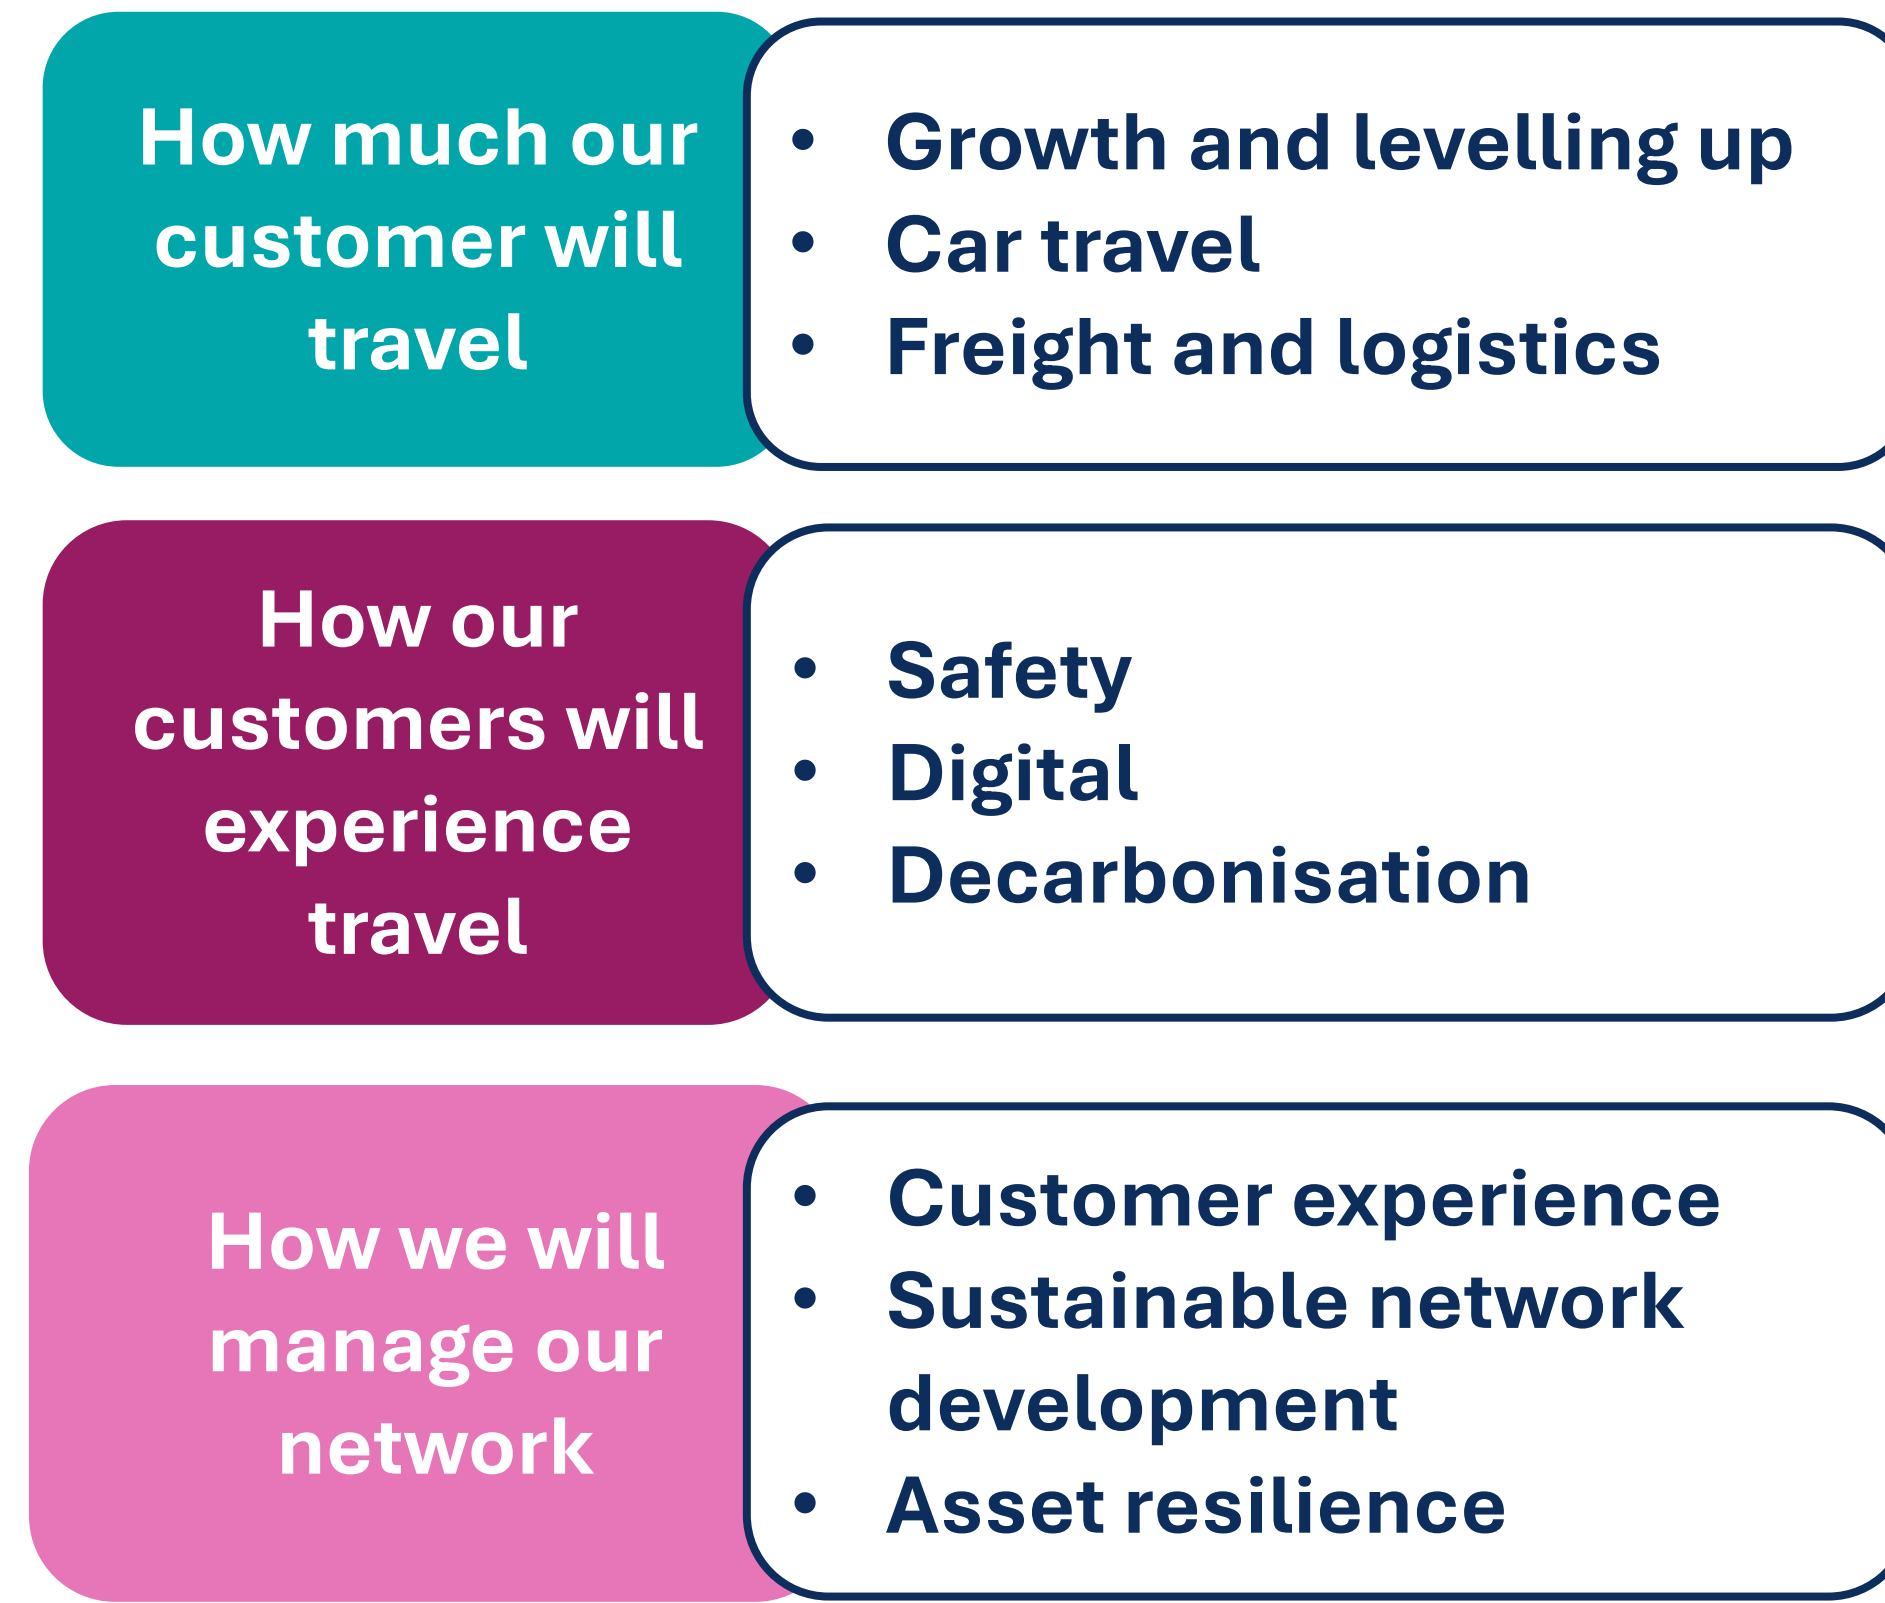 How much our
customer will
travel
• Growth and levelling up
• Car travel
• Freight and logistics
How our
customers will
experience
travel
• Safety
• Digital
• Decarbonisation
How we will
manage our
network
• Customer experience
• Sustainable network
development
• Asset resilience